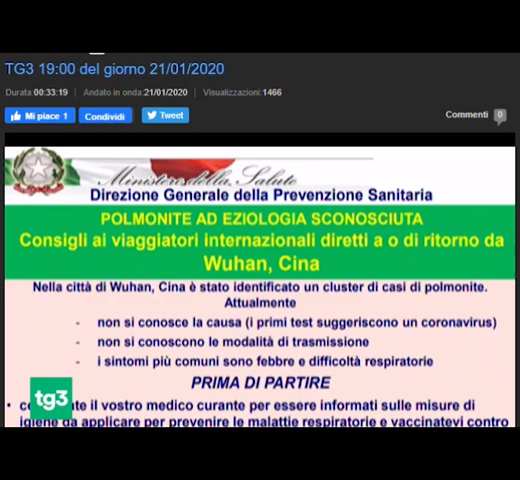 TG3 19:00 del giorno 21/01/2020
Durata:00:33:19 | Andato in onda:21/01/2020 | Visualizzazioni:1466
Mi piace 1 Condividi Tweet Commenti 0
Ministero della Salute
Direzione Generale della Prevenzione Sanitaria
POLMONITE AD EZIOLOGIA SCONOSCIUTA
Consigli ai viaggiatori internazionali diretti a o di ritorno da
Wuhan, Cina
Nella città di Wuhan, Cina è stato identificato un cluster di casi di polmonite.
Attualmente
- non si conosce la causa (i primi test suggeriscono un coronavirus)
- non si conoscono le modalità di trasmissione
- i sintomi più comuni sono febbre e difficoltà respiratorie
PRIMA DI PARTIRE
tg3
• il vostro medico curante per essere informati sulle misure di
igiene da applicare per prevenire le malattie respiratorie e vaccinatevi contro